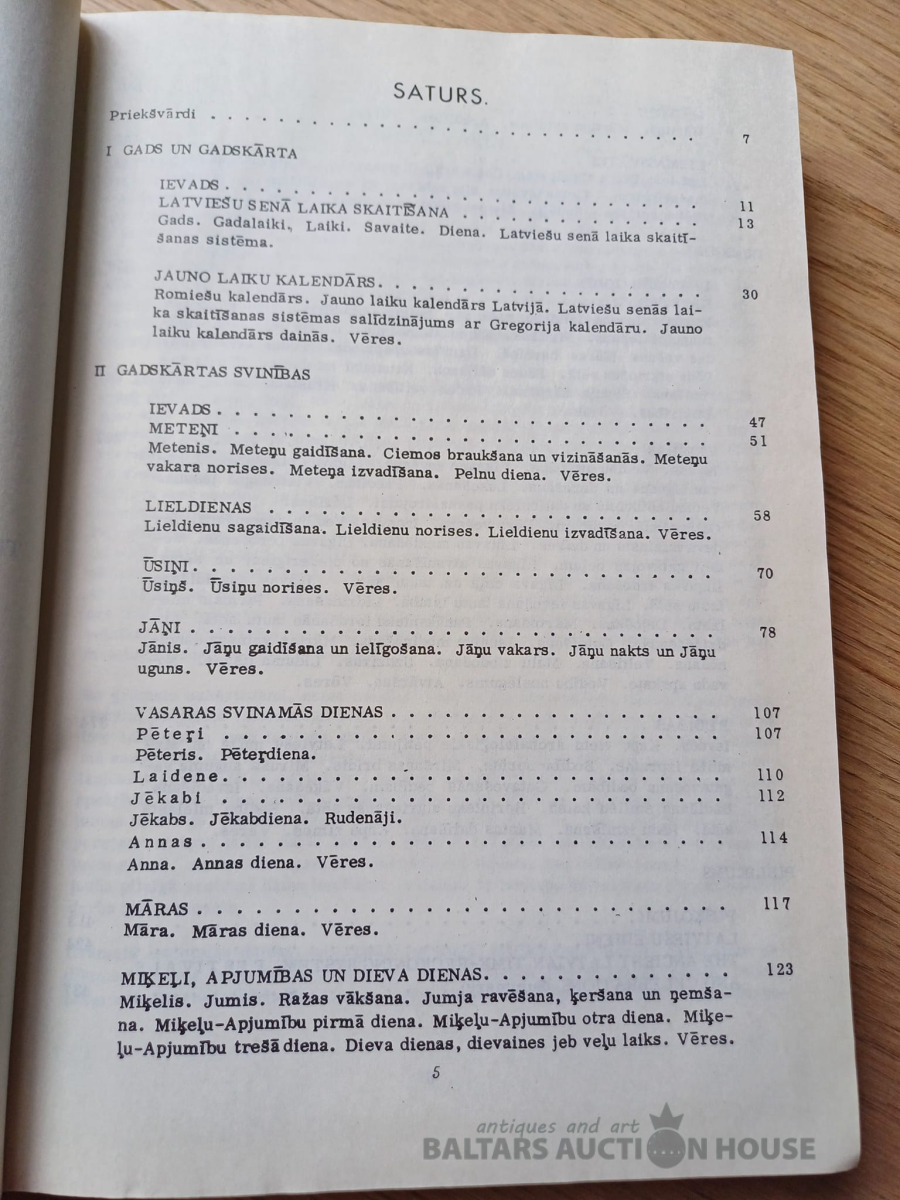 SATURS.
Priekšvārdi . . . . . . . . . . . . . . . . . . . . . . . . . . . . . 7
I GADS UN GADSKĀRTA
IEVADS . . . . . . . . . . . . . . . . . . . . . . . . . . . . . 11
LATVIEŠU SENĀ LAIKA SKAITĪŠANA . . . . . . . . . . . . . . 13
Gads. Gadalaiki, Laiki. Savaite. Diena. Latviešu senā laika skaitī-
šanas sistēma.
JAUNO LAIKU KALENDĀRS. . . . . . . . . . . . . . . . . . . 30
Romiešu kalendārs. Jauno laiku kalendārs Latvijā. Latviešu senās lai-
ka skaitīšanas sistēmas salīdzinājums ar Gregorija kalendāru. Jauno
laiku kalendārs dainās. Vēres.
II GADSKĀRTAS SVINĪBAS
IEVADS . . . . . . . . . . . . . . . . . . . . . . . . . . . . . 47
METEŅI . . . . . . . . . . . . . . . . . . . . . . . . . . . . . 51
Metenis. Meteņu gaidīšana. Ciemos braukšana un vizināšanās. Meteņu
vakara norises. Meteņa izvadīšana. Pelnu diena. Vēres.
LIELDIENAS . . . . . . . . . . . . . . . . . . . . . . . . . . 58
Lieldienu sagaidīšana. Lieldienu norises. Lieldienu izvadīšana. Vēres.
ŪSIŅI. . . . . . . . . . . . . . . . . . . . . . . . . . . . . . 70
Ūsiņš. Ūsiņu norises. Vēres.
JĀŅI . . . . . . . . . . . . . . . . . . . . . . . . . . . . . . 78
Jānis. Jāņu gaidīšana un ielīgošana. Jāņu vakars. Jāņu nakts un Jāņu
uguns. Vēres.
VASARAS SVINAMĀS DIENAS . . . . . . . . . . . . . . . . . 107
Pēteŗi . . . . . . . . . . . . . . . . . . . . . . . . . . . . . 107
Pēteris. Pēteŗdiena.
Laidene. . . . . . . . . . . . . . . . . . . . . . . . . . . . . 110
Jēkabi . . . . . . . . . . . . . . . . . . . . . . . . . . . . . 112
Jēkabs. Jēkabdiena. Rudenāji.
Annas . . . . . . . . . . . . . . . . . . . . . . . . . . . . . 114
Anna. Annas diena. Vēres.
MĀRAS . . . . . . . . . . . . . . . . . . . . . . . . . . . . . 117
Māra. Māras diena. Vēres.
MIĶEĻI, APJUMĪBAS UN DIEVA DIENAS. . . . . . . . . . . . . 123
Miķelis. Jumis. Ražas vākšana. Jumja ravēšana, ķeršana un ņemša-
na. Miķeļu-Apjumību pirmā diena. Miķeļu-Apjumību otra diena. Miķe-
ļu-Apjumību trešā diena. Dieva dienas, dievaines jeb veļu laiks. Vēres.
5
antiques and art
BALTARS AUCTION HOUSE